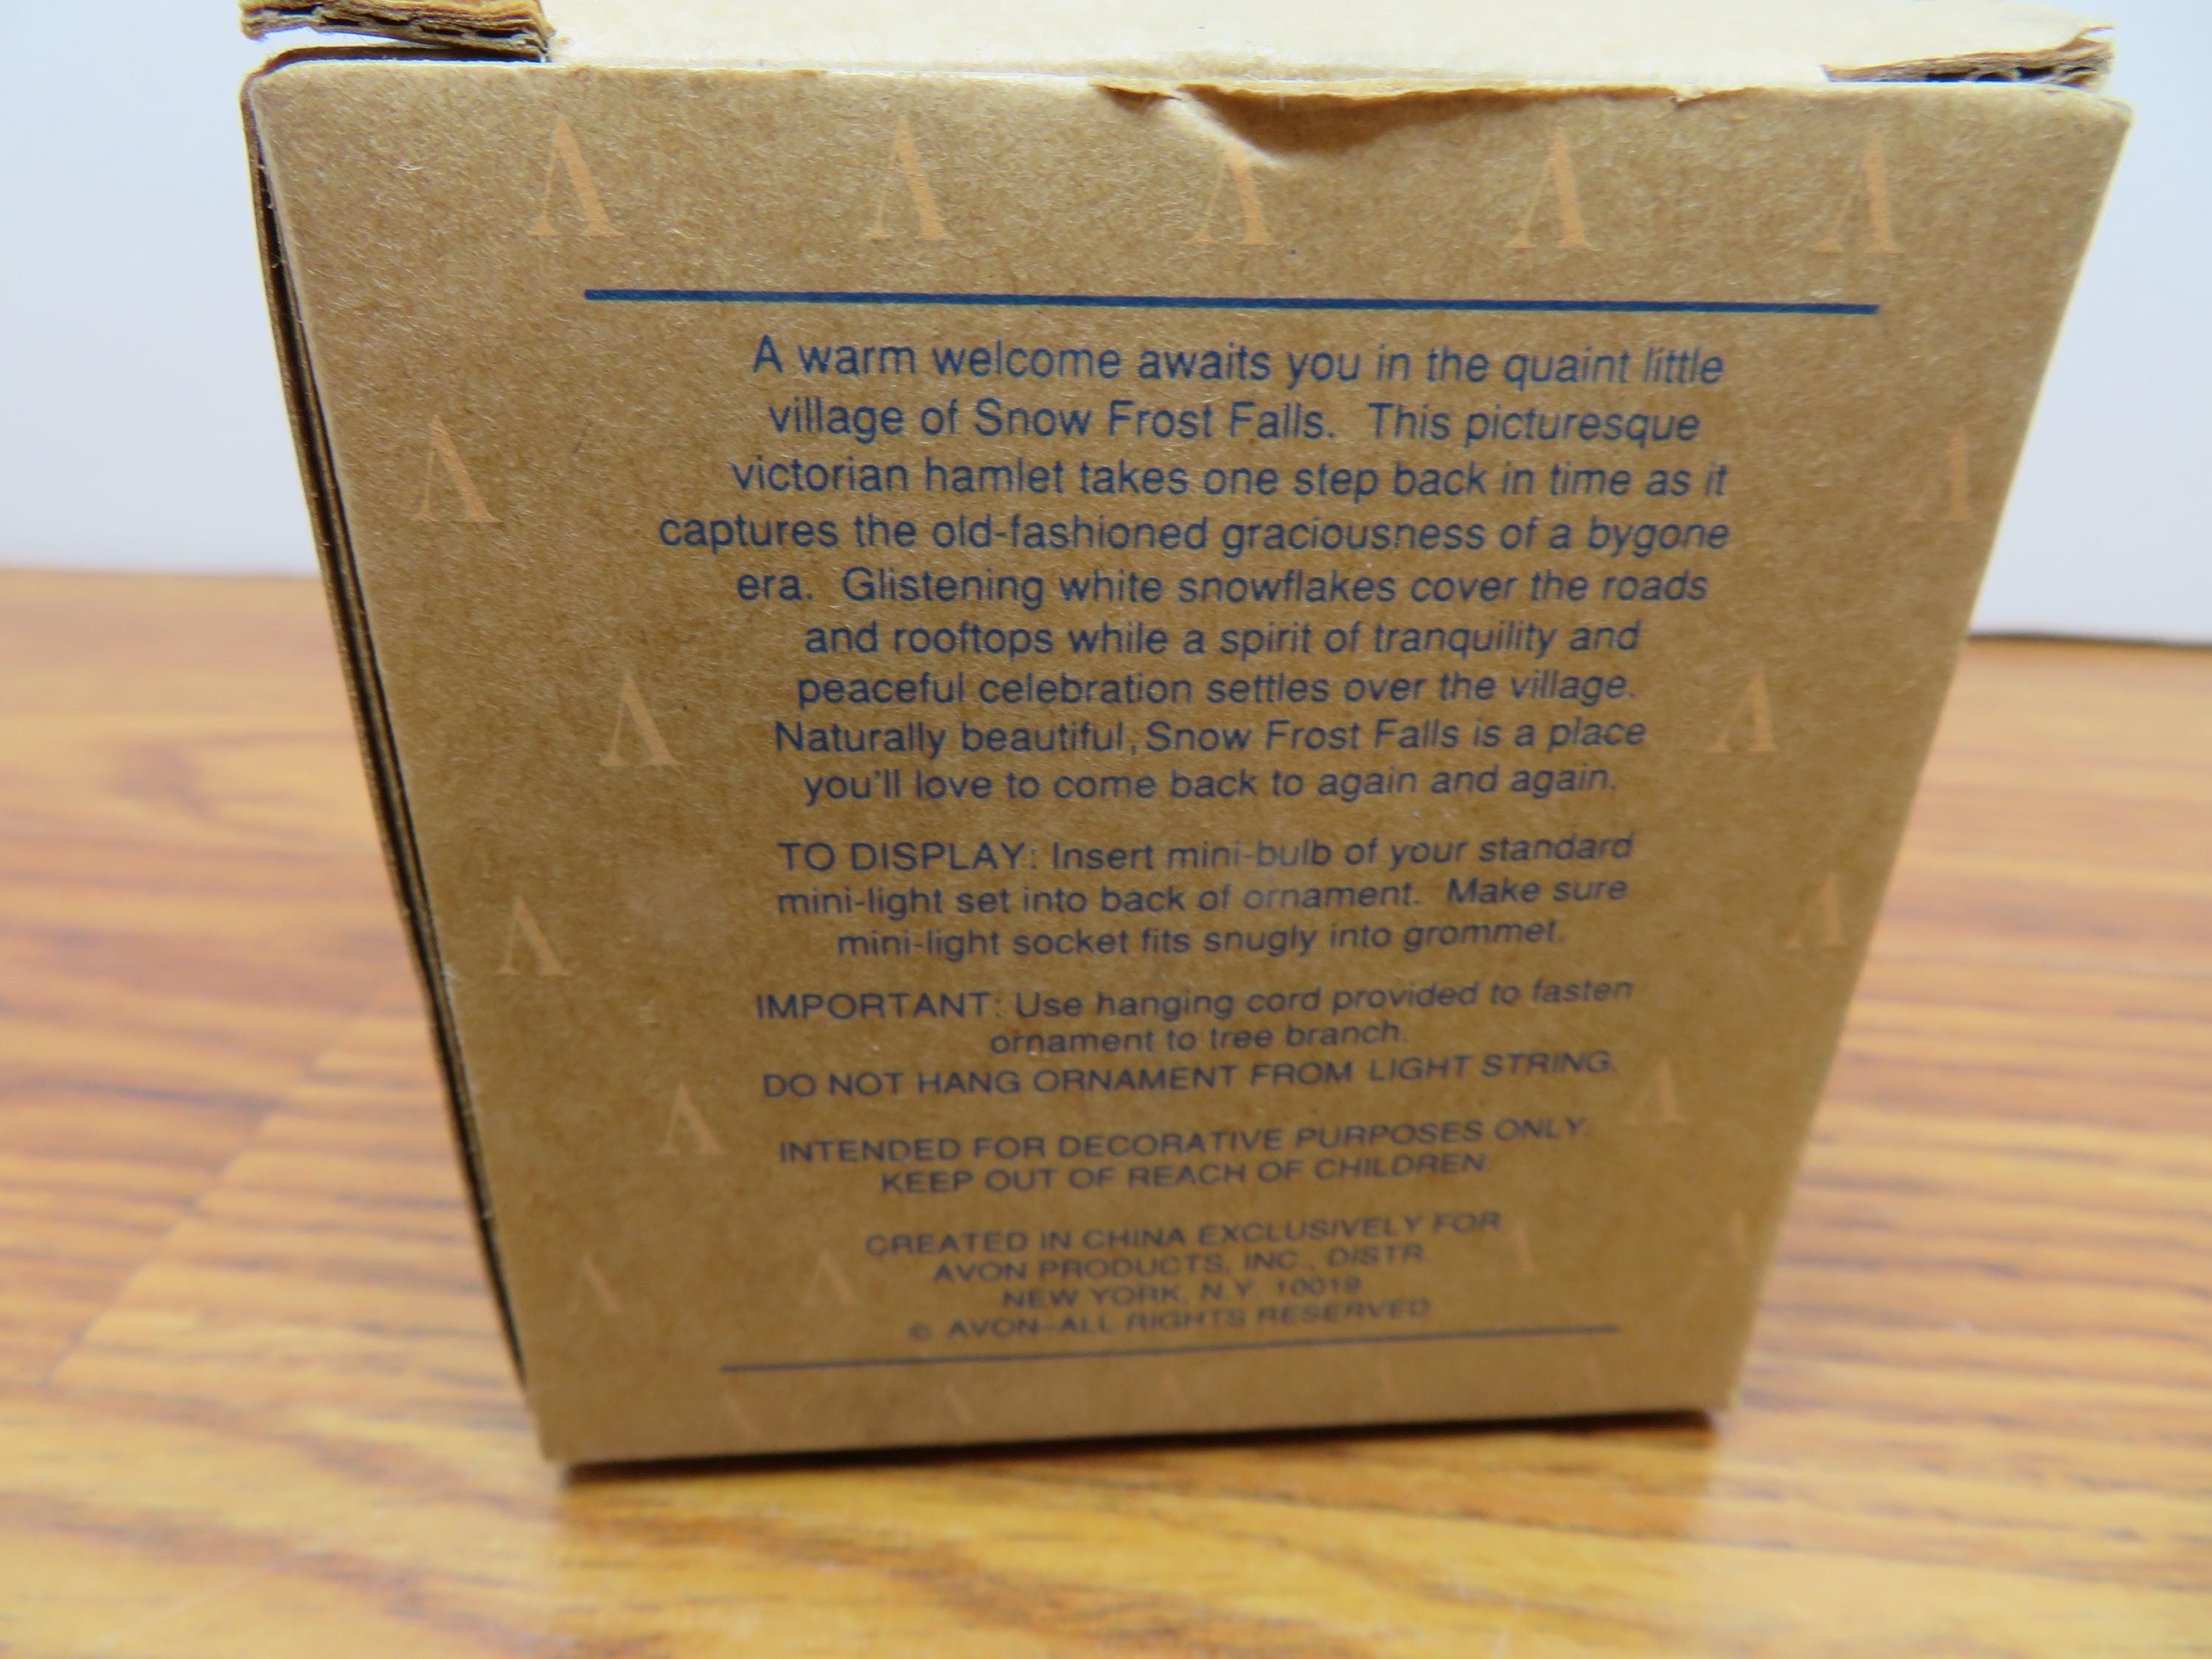 A warm welcome awaits you in the quaint little
village of Snow Frost Falls. This picturesque
victorian hamlet takes one step back in time as it
captures the old-fashioned graciousness of a bygone
era. Glistening white snowflakes cover the roads
and rooftops while a spirit of tranquility and
peaceful celebration settles over the village.
Naturally beautiful, Snow Frost Falls is a place
you'll love to come back to again and again.
TO DISPLAY: Insert mini-bulb of your standard
mini-light set into back of ornament. Make sure
mini-light socket fits snugly into grommet.
IMPORTANT: Use hanging cord provided to fasten
ornament to tree branch.
DO NOT HANG ORNAMENT FROM LIGHT STRING.
INTENDED FOR DECORATIVE PURPOSES ONLY.
KEEP OUT OF REACH OF CHILDREN.
CREATED IN CHINA EXCLUSIVELY FOR
AVON PRODUCTS, INC., DISTR.
NEW YORK, N.Y. 10019
© AVON-ALL RIGHTS RESERVED